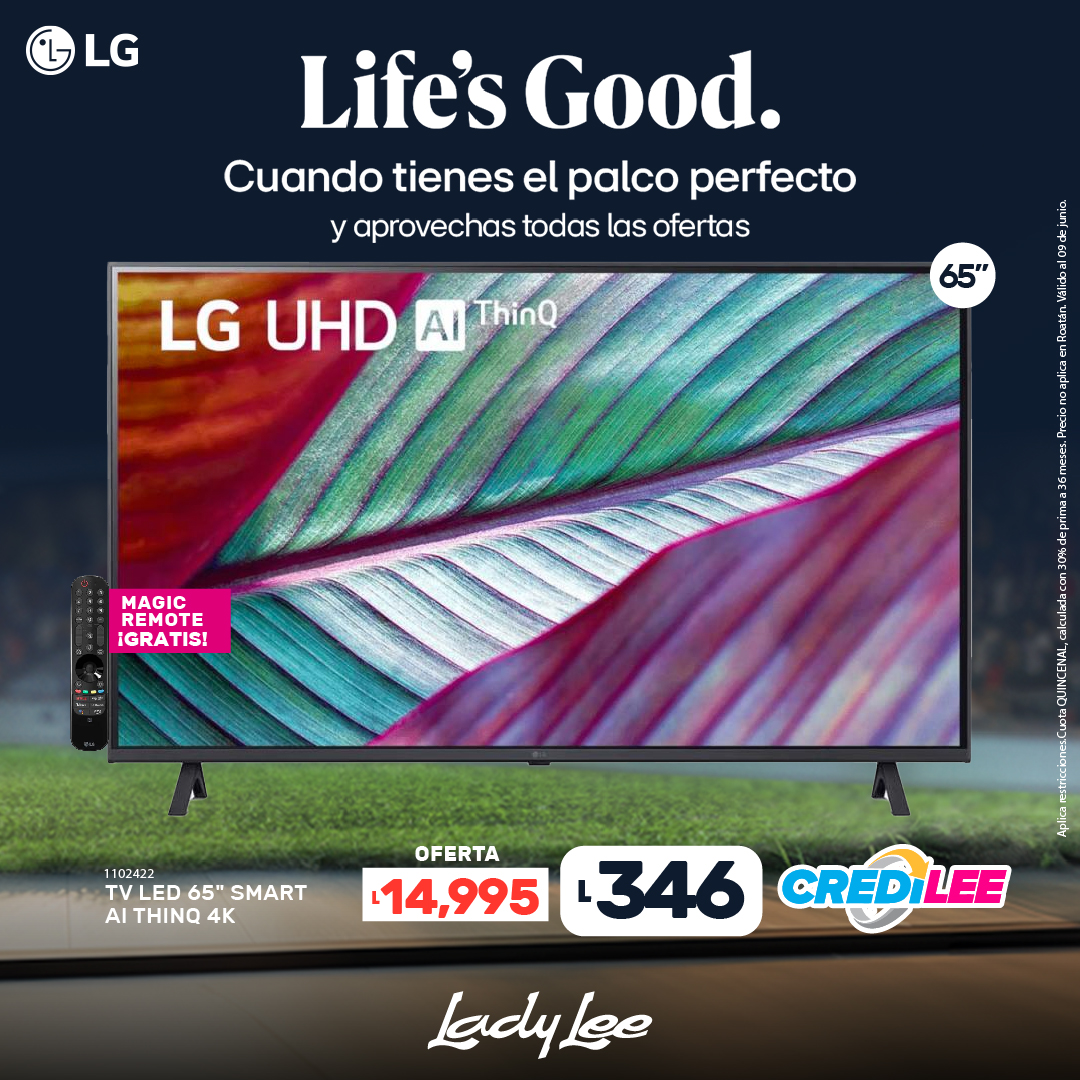 LG
Life's Good.
Cuando tienes el palco perfecto
y aprovechas todas las ofertas
65”
LG UHD AI ThinQ
MAGIC
REMOTE
¡GRATIS!
Aplica restricciones.Cuota QUINCENAL, calculada con 30% de prima a 36 meses. Precio no aplica en Roatán. Válido al 09 de junio.
1102422
TV LED 65" SMART
AI THINQ 4K
OFERTA
L14,995
L346
CREDiLEE
Lady Lee